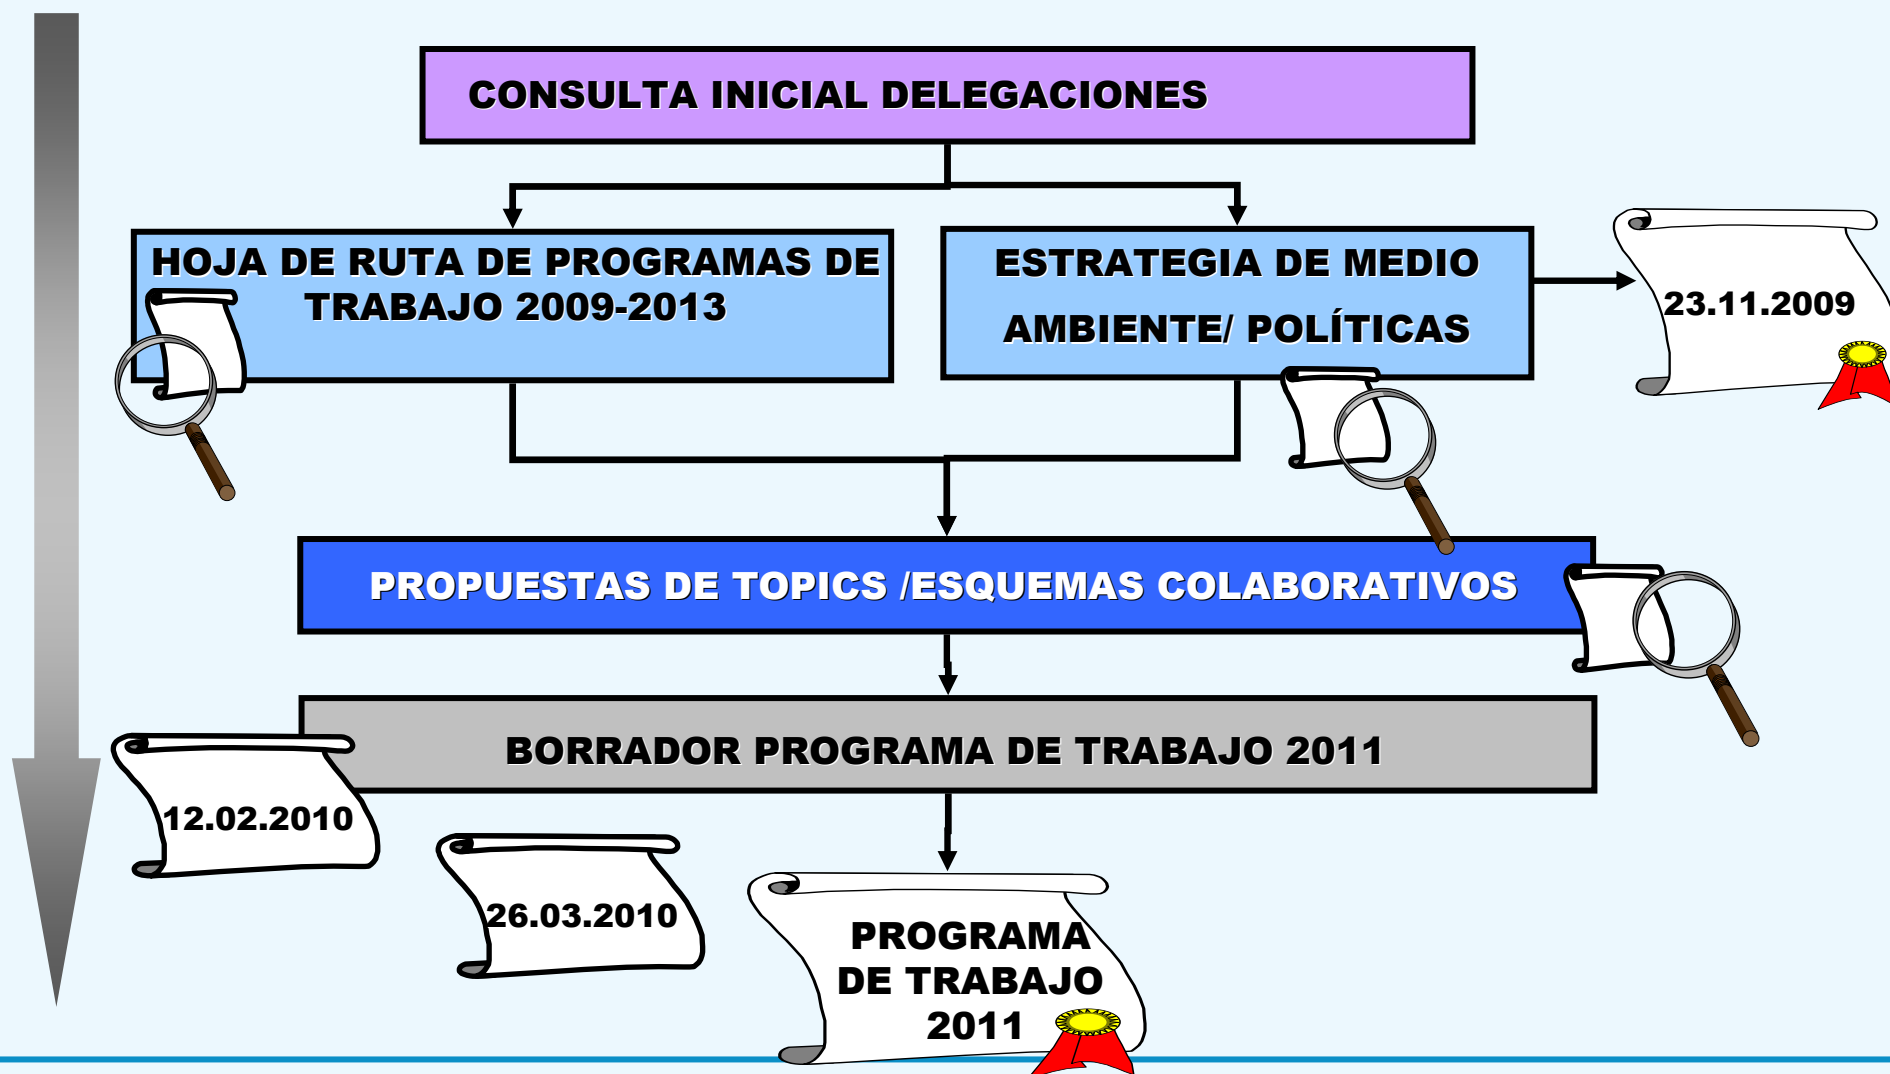 CONSULTA INICIAL DELEGACIONES
HOJA DE RUTA DE PROGRAMAS DE
TRABAJO 2009-2013
ESTRATEGIA DE MEDIO
AMBIENTE/ POLÍTICAS
23.11.2009
PROPUESTAS DE TOPICS /ESQUEMAS COLABORATIVOS
BORRADOR PROGRAMA DE TRABAJO 2011
12.02.2010
26.03.2010
PROGRAMA
DE TRABAJO
2011